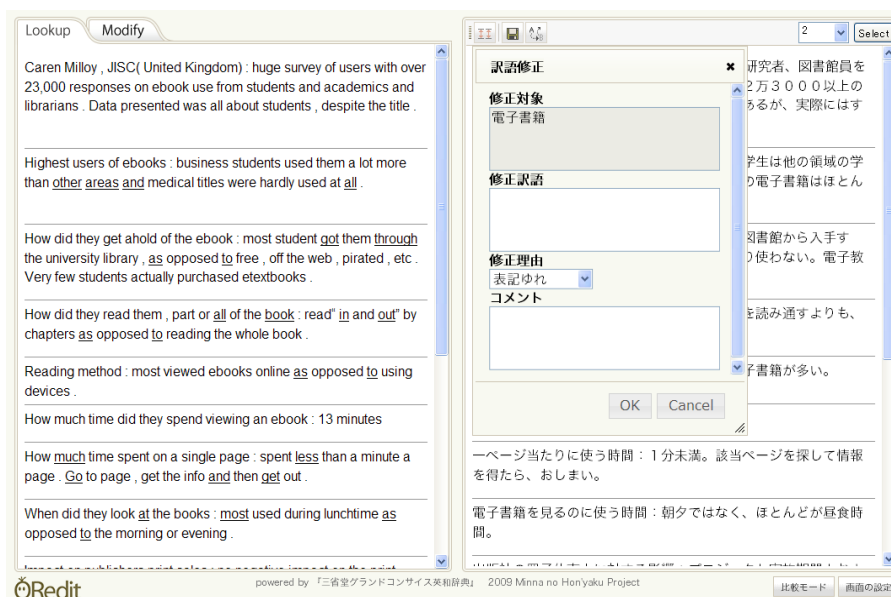 Lookup
Modify
Caren Milloy , JISC( United Kingdom) : huge survey of users with over
23,000 responses on ebook use from students and academics and
librarians . Data presented was all about students , despite the title .
Highest users of ebooks : business students used them a lot more
than other areas and medical titles were hardly used at all .
How did they get ahold of the ebook : most student got them through
the university library , as opposed to free , off the web , pirated , etc .
Very few students actually purchased etextbooks .
How did they read them , part or all of the book : read" in and out" by
chapters as opposed to reading the whole book .
Reading method : most viewed ebooks online as opposed to using
devices .
How much time did they spend viewing an ebook : 13 minutes
How much time spent on a single page : spent less than a minute a
page . Go to page , get the info and then get out .
When did they look at the books : most used during lunchtime as
opposed to the morning or evening .
2
Select
訳語修正
修正対象
電子書籍
修正訳語
修正理由
表記ゆれ
コメント
OK
Cancel
研究者、図書館員を
2万3000以上の
あるが、実際にはす
学生は他の領域の学
の電子書籍はほとん
図書館から入手す
り使わない。電子教
を読み通すよりも、
子書籍が多い。
一ページ当たりに使う時間：1分未満。該当ページを探して情報
を得たら、おしまい。
電子書籍を見るのに使う時間：朝夕ではなく、ほとんどが昼食時
間。
QRedit
powered by 『三省堂グランドコンサイス英和辞典』 2009 Minna no Hon'yaku Project
比較モード
画面の設定